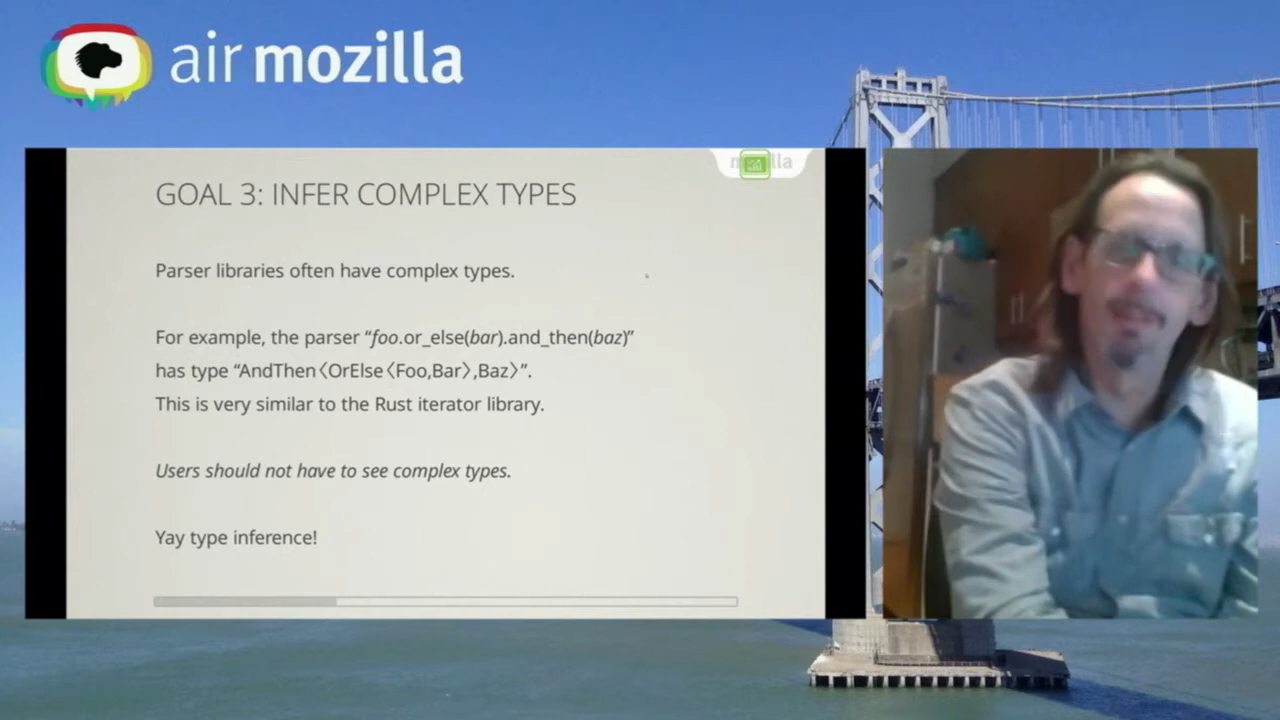 air mozilla
mozilla
GOAL 3: INFER COMPLEX TYPES
Parser libraries often have complex types.
For example, the parser “foo.or_else(bar).and_then(baz)”
has type “AndThen〈OrElse〈Foo,Bar〉,Baz〉”.
This is very similar to the Rust iterator library.
Users should not have to see complex types.
Yay type inference!